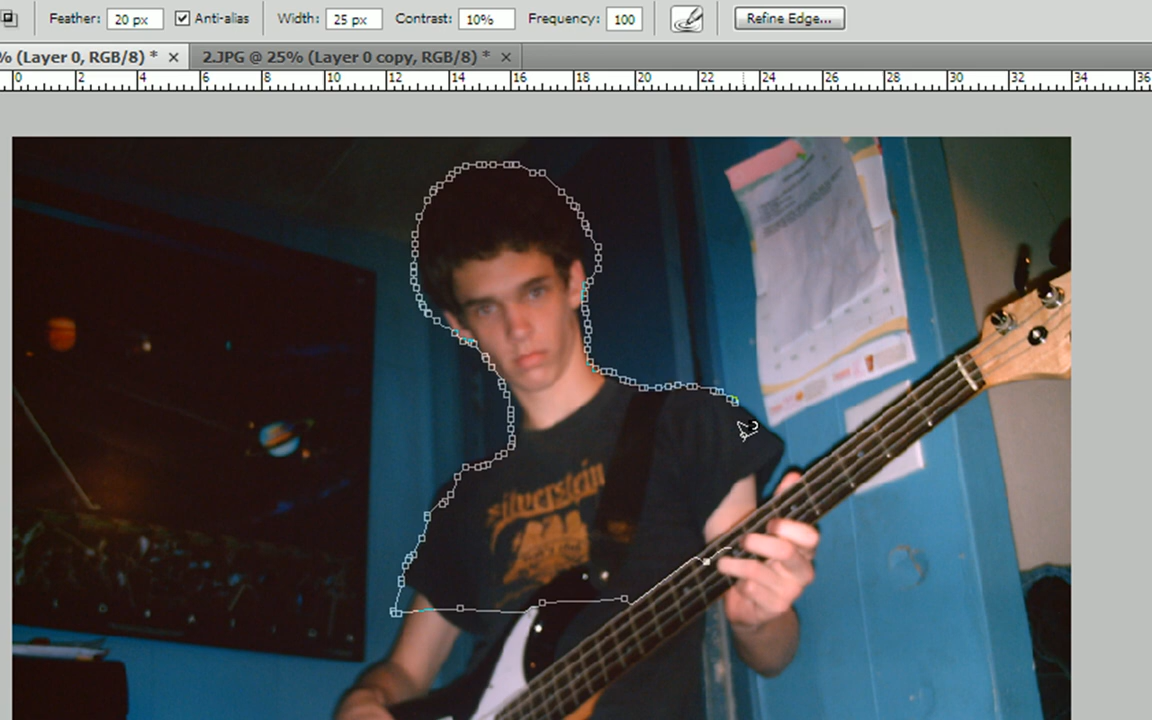 Feather: 20 px Anti-alias Width: 25 px Contrast: 10% Frequency: 100 Refine Edge...
% (Layer 0, RGB/8) * × 2.JPG @ 25% (Layer 0 copy, RGB/8) * ×
0 2 4 6 8 10 12 14 16 18 20 22 24 26 28 30 32 34 36
silverstein